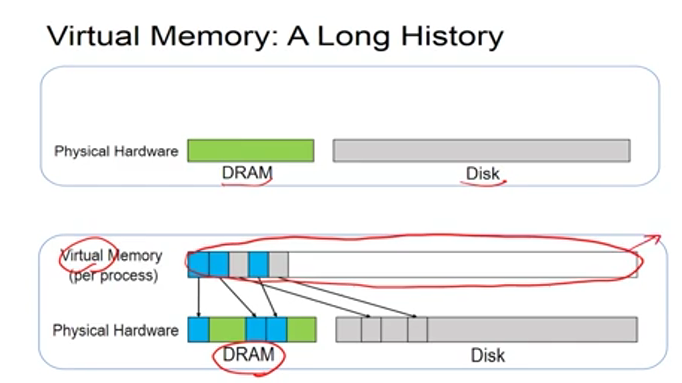 Virtual Memory: A Long History
Physical Hardware
DRAM
Disk
Virtual Memory
(per process)
Physical Hardware
DRAM
Disk